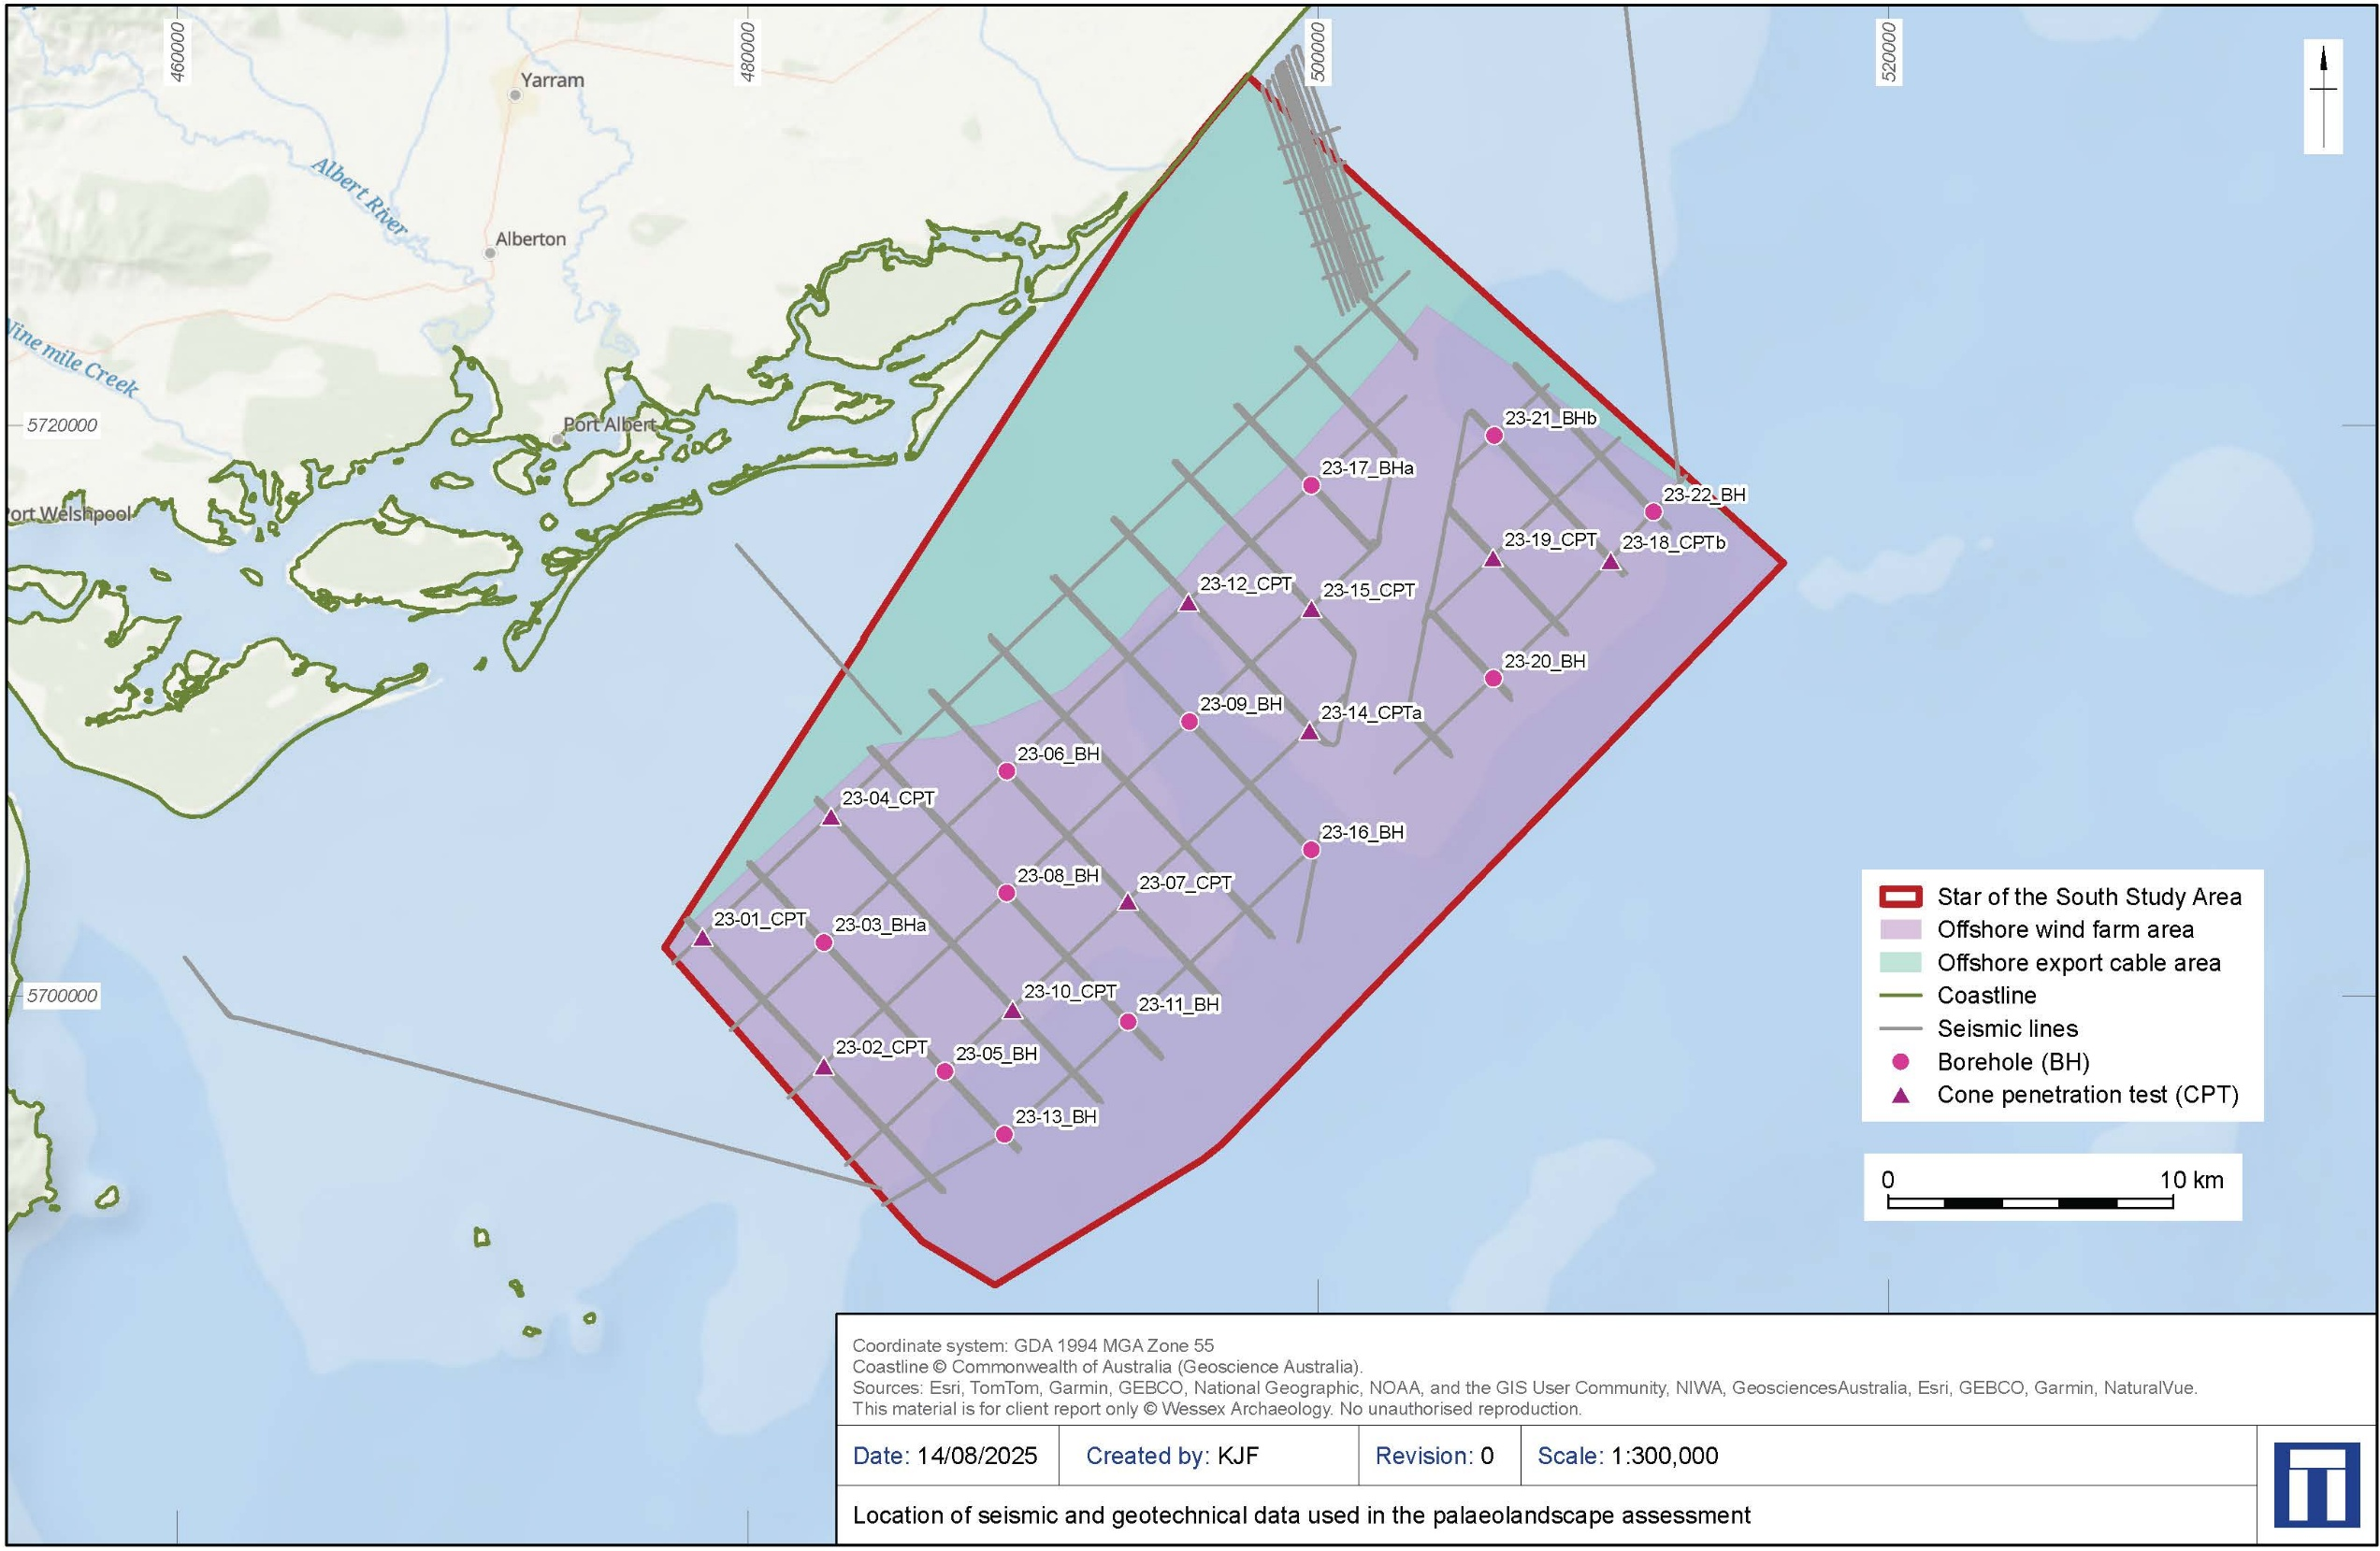 460000
480000
500000
520000
Yarram
Albert River
Alberton
Nine mile Creek
5720000
Port Albert
Port Welshpool
23-21_BHb
23-17_BHa
23-22_BH
23-19_CPT
23-18_CPTb
23-12_CPT
23-15_CPT
23-20_BH
23-09_BH
23-14_CPTa
23-06_BH
23-04_CPT
23-16_BH
23-08_BH
23-07_CPT
23-01_CPT
23-03_BHa
5700000
23-10_CPT
23-11_BH
23-02_CPT
23-05_BH
23-13_BH
Star of the South Study Area
Offshore wind farm area
Offshore export cable area
Coastline
Seismic lines
Borehole (BH)
Cone penetration test (CPT)
0 10 km
Coordinate system: GDA 1994 MGA Zone 55
Coastline © Commonwealth of Australia (Geoscience Australia).
Sources: Esri, TomTom, Garmin, GEBCO, National Geographic, NOAA, and the GIS User Community, NIWA, GeosciencesAustralia, Esri, GEBCO, Garmin, NaturalVue.
This material is for client report only © Wessex Archaeology. No unauthorised reproduction.
Date: 14/08/2025 Created by: KJF Revision: 0 Scale: 1:300,000
Location of seismic and geotechnical data used in the palaeolandscape assessment